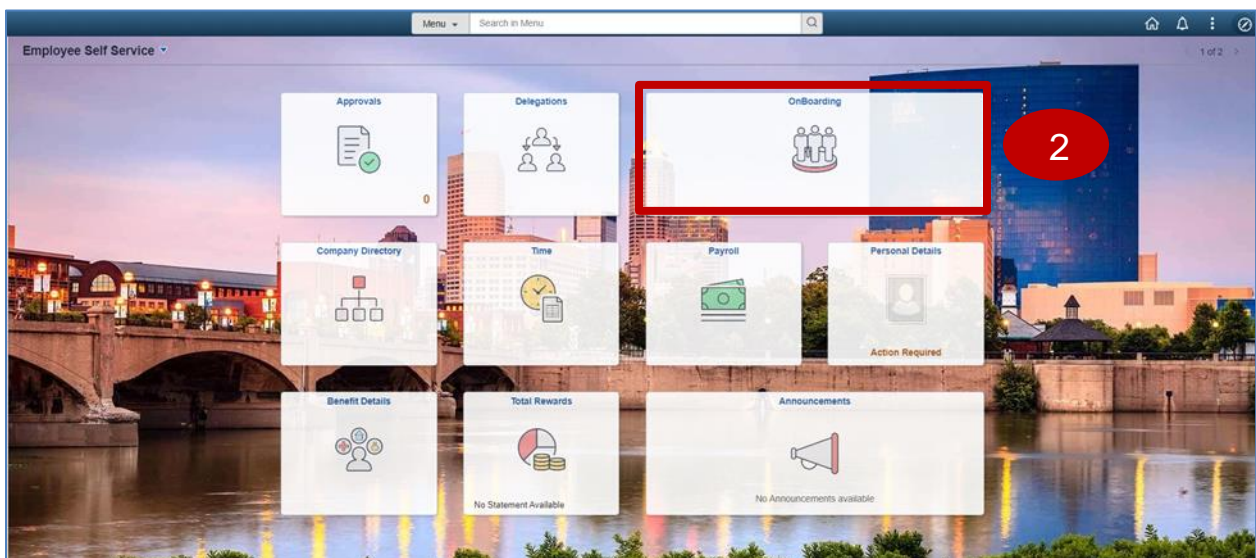 Menu
Search in Menu
Employee Self Service
1 of 2
Approvals
Delegations
OnBoarding
2
0
Company Directory
Time
Payroll
Personal Details
Action Required
Benefit Details
Total Rewards
Announcements
No Statement Available
No Announcements available